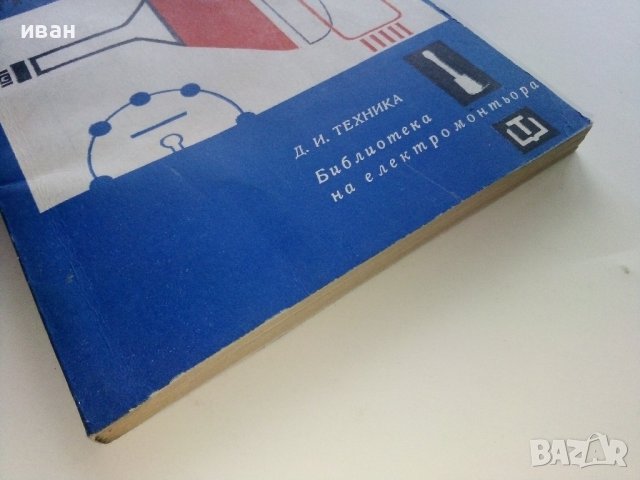 иван
Д. И. ТЕХНИКА
Библиотека
на електромонтьора
BAZAR